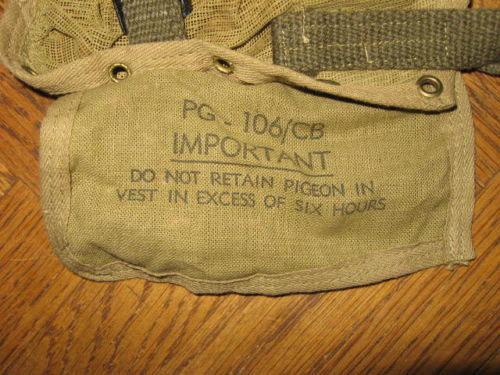 PG - 106/CB
IMPORTANT
DO NOT RETAIN PIGEON IN
VEST IN EXCESS OF SIX HOURS